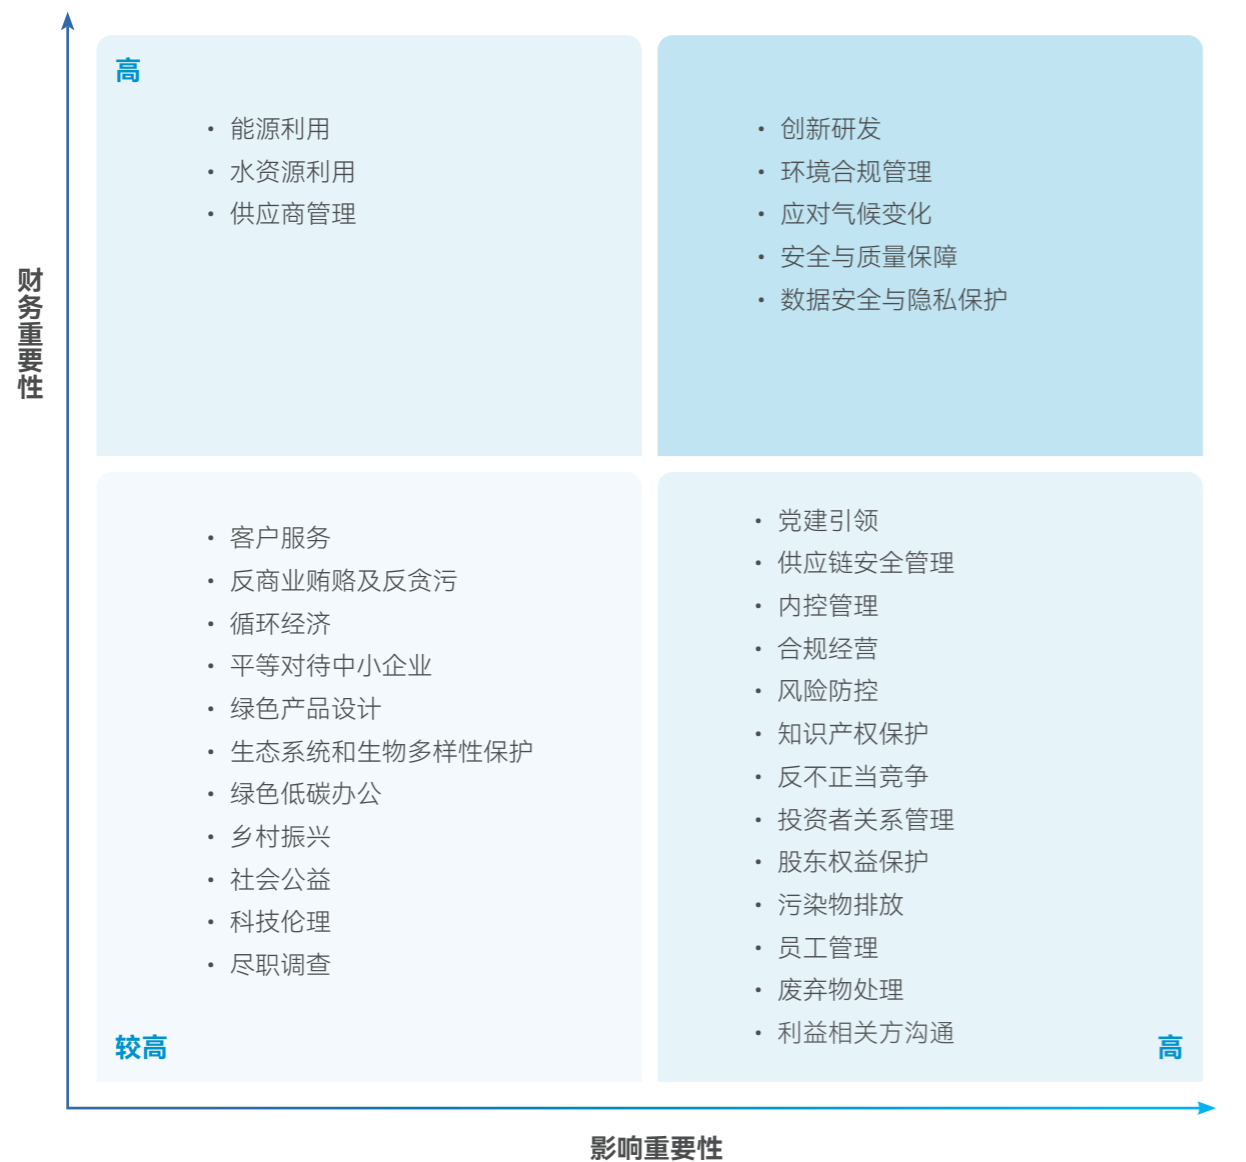 高
• 能源利用
• 水资源利用
• 供应商管理
• 创新研发
• 环境合规管理
• 应对气候变化
• 安全与质量保障
• 数据安全与隐私保护
财务重要性
• 客户服务
• 反商业贿赂及反贪污
• 循环经济
• 平等对待中小企业
• 绿色产品设计
• 生态系统和生物多样性保护
• 绿色低碳办公
• 乡村振兴
• 社会公益
• 科技伦理
• 尽职调查
较高
• 党建引领
• 供应链安全管理
• 内控管理
• 合规经营
• 风险防控
• 知识产权保护
• 反不正当竞争
• 投资者关系管理
• 股东权益保护
• 污染物排放
• 员工管理
• 废弃物处理
• 利益相关方沟通
高
影响重要性